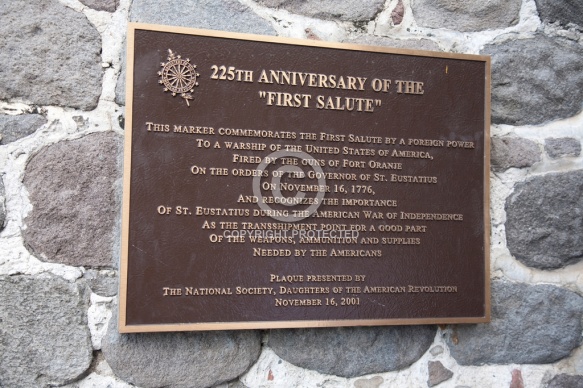 225TH ANNIVERSARY OF THE
"FIRST SALUTE"
THIS MARKER COMMEMORATES THE FIRST SALUTE BY A FOREIGN POWER
TO A WARSHIP OF THE UNITED STATES OF AMERICA,
FIRED BY THE GUNS OF FORT ORANJE
ON THE ORDERS OF THE GOVERNOR OF ST. EUSTATIUS
ON NOVEMBER 16, 1776,
AND RECOGNIZES THE IMPORTANCE
OF ST. EUSTATIUS DURING THE AMERICAN WAR OF INDEPENDENCE
AS THE TRANSSHIPMENT POINT FOR A GOOD PART
©
COPYRIGHT PROTECTED
OF THE WEAPONS, AMMUNITION AND SUPPLIES
NEEDED BY THE AMERICANS
PLAQUE PRESENTED BY
THE NATIONAL SOCIETY, DAUGHTERS OF THE AMERICAN REVOLUTION
NOVEMBER 16, 2001